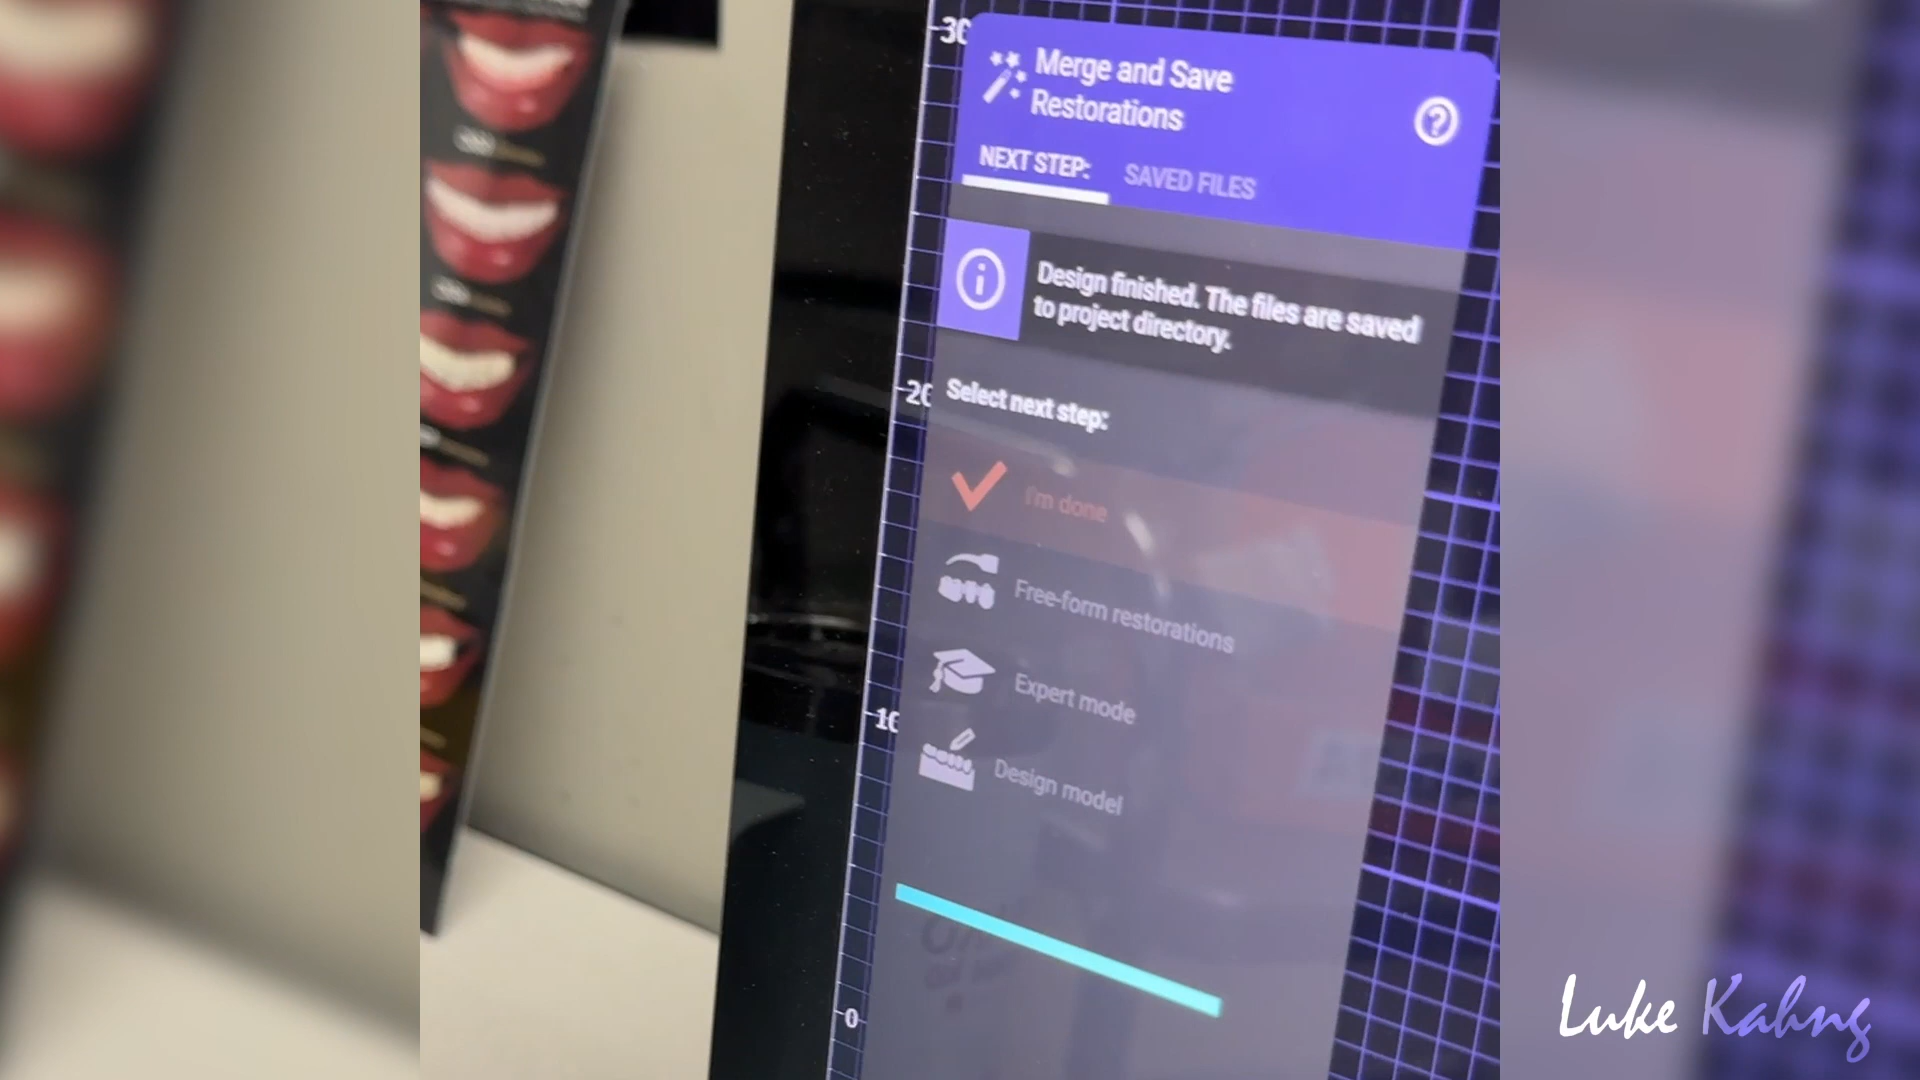 30
Merge and Save
Restorations
NEXT STEP:
SAVED FILES
Design finished. The files are saved
to project directory.
20
Select next step:
I'm done
Free-form restorations
Expert mode
10
Design model
0
Luke Kahng